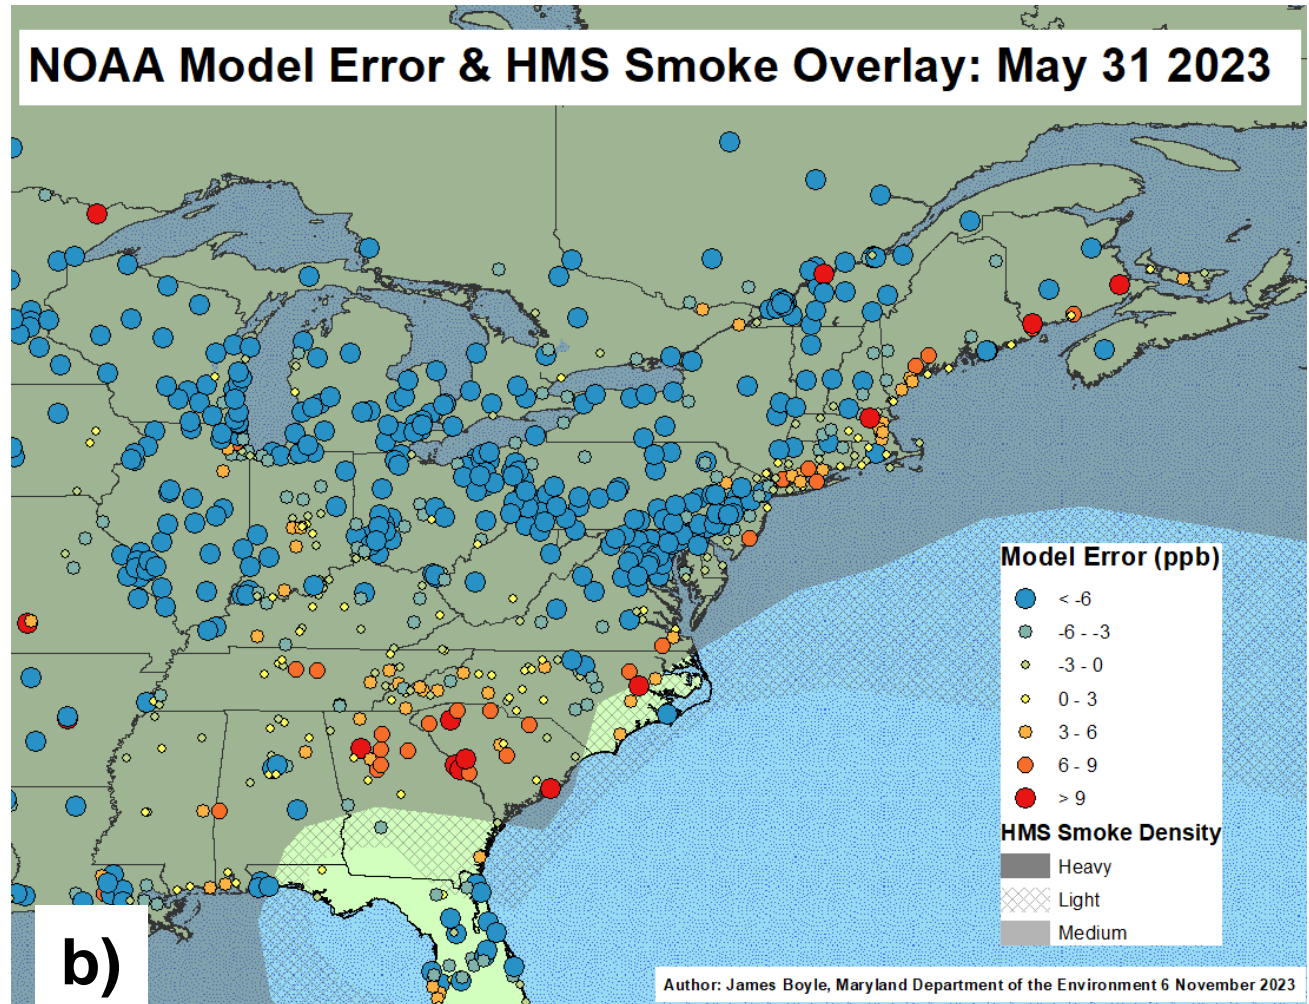 NOAA Model Error & HMS Smoke Overlay: May 31 2023
Model Error (ppb)
< -6
-6 - -3
-3 - 0
0 - 3
3 - 6
6 - 9
> 9
HMS Smoke Density
Heavy
Light
Medium
b)
Author: James Boyle, Maryland Department of the Environment 6 November 2023